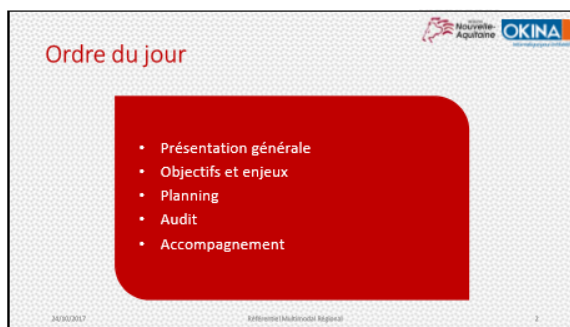 Nouvelle-
Aquitaine
OKINA
Ordre du jour
• Présentation générale
• Objectifs et enjeux
• Planning
• Audit
• Accompagnement
24/10/2017
Référentiel Multimodal Régional
2